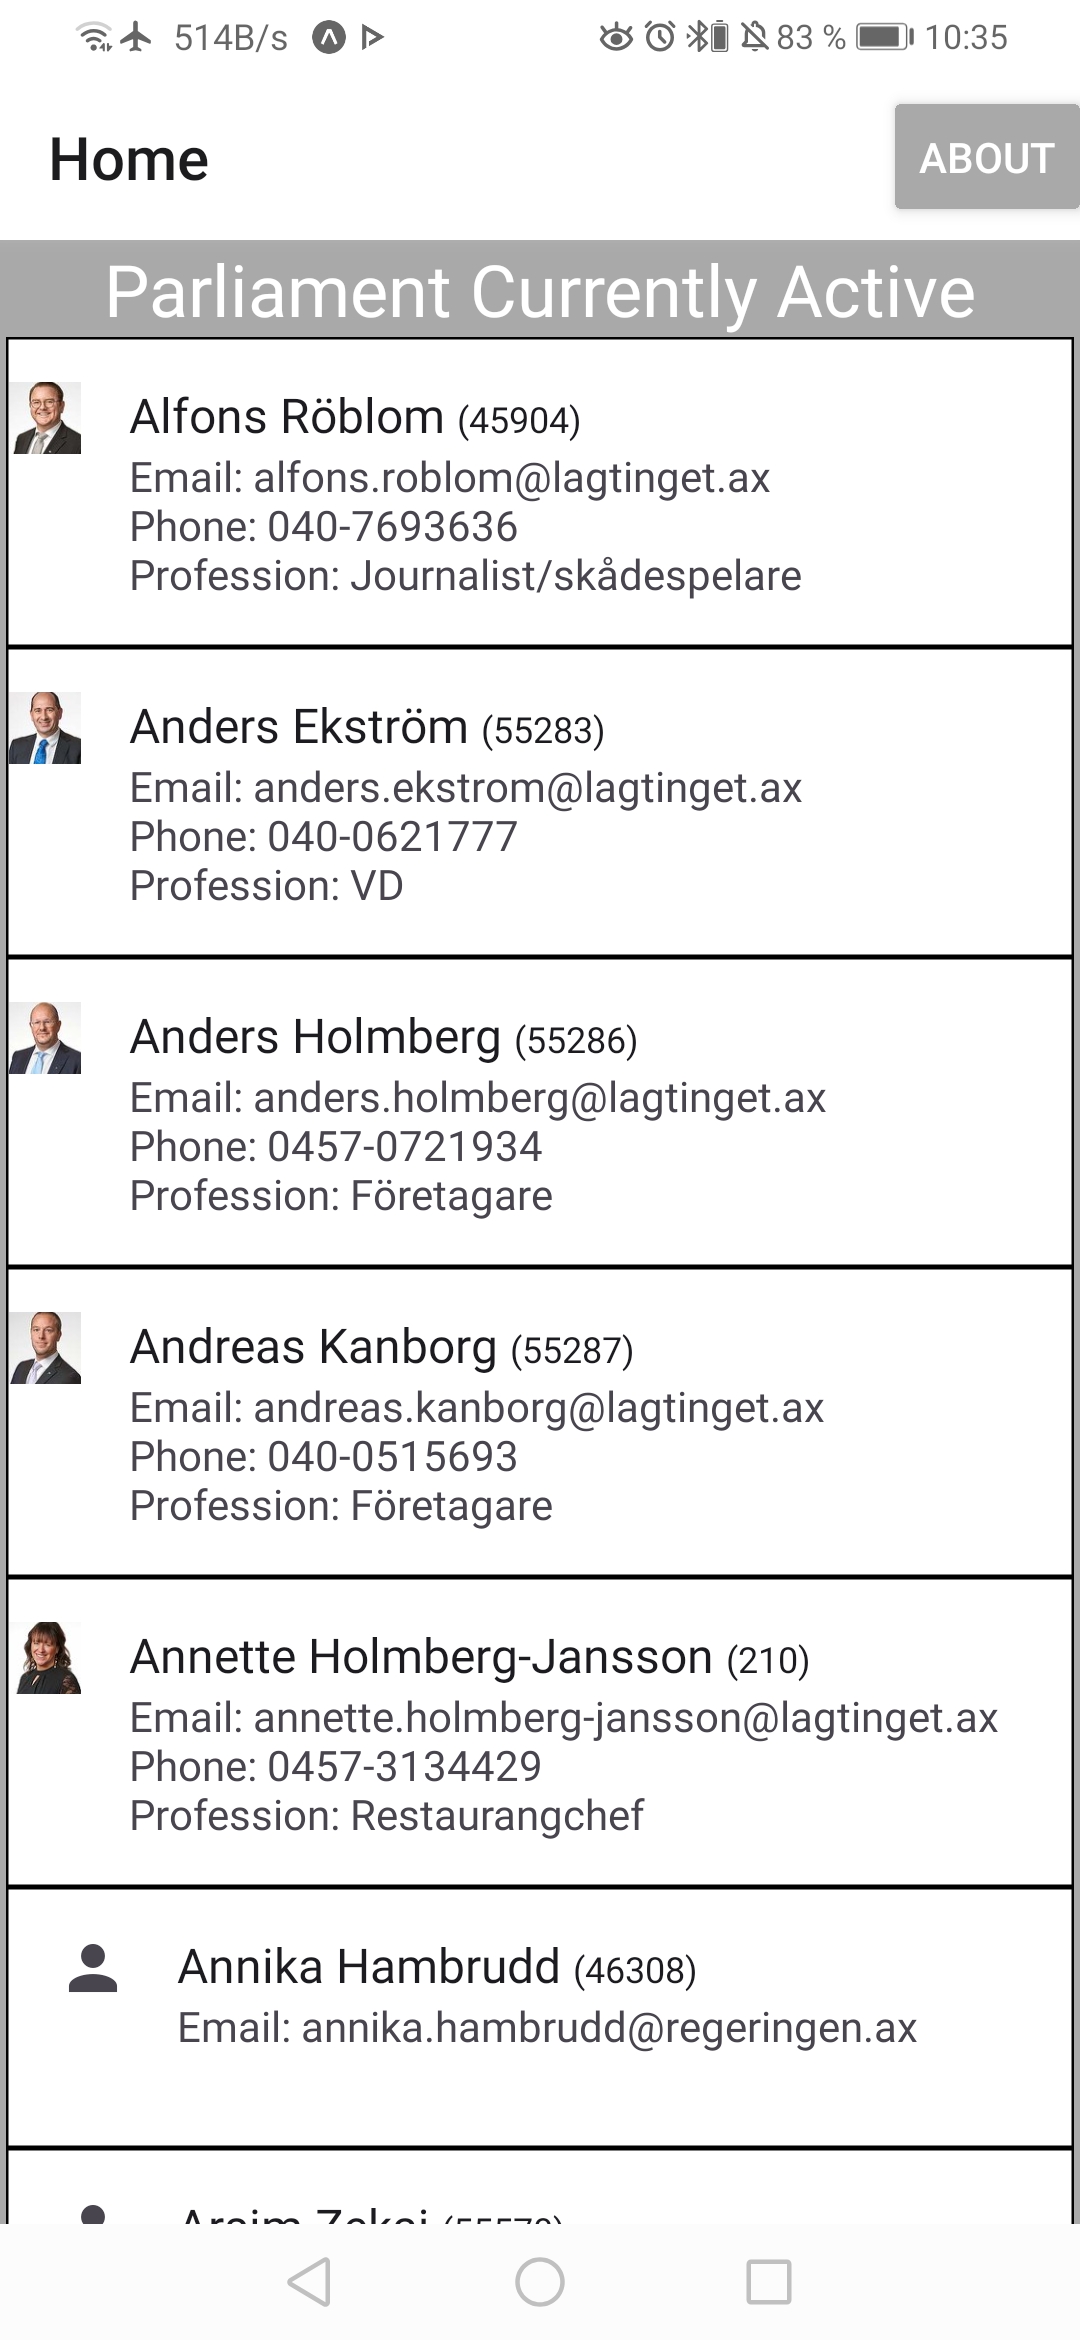 514B/s 83 % 10:35
Home ABOUT
Parliament Currently Active
Alfons Röblom (45904)
Email: alfons.roblom@lagtinget.ax
Phone: 040-7693636
Profession: Journalist/skådespelare
Anders Ekström (55283)
Email: anders.ekstrom@lagtinget.ax
Phone: 040-0621777
Profession: VD
Anders Holmberg (55286)
Email: anders.holmberg@lagtinget.ax
Phone: 0457-0721934
Profession: Företagare
Andreas Kanborg (55287)
Email: andreas.kanborg@lagtinget.ax
Phone: 040-0515693
Profession: Företagare
Annette Holmberg-Jansson (210)
Email: annette.holmberg-jansson@lagtinget.ax
Phone: 0457-3134429
Profession: Restaurangchef
Annika Hambrudd (46308)
Email: annika.hambrudd@regeringen.ax